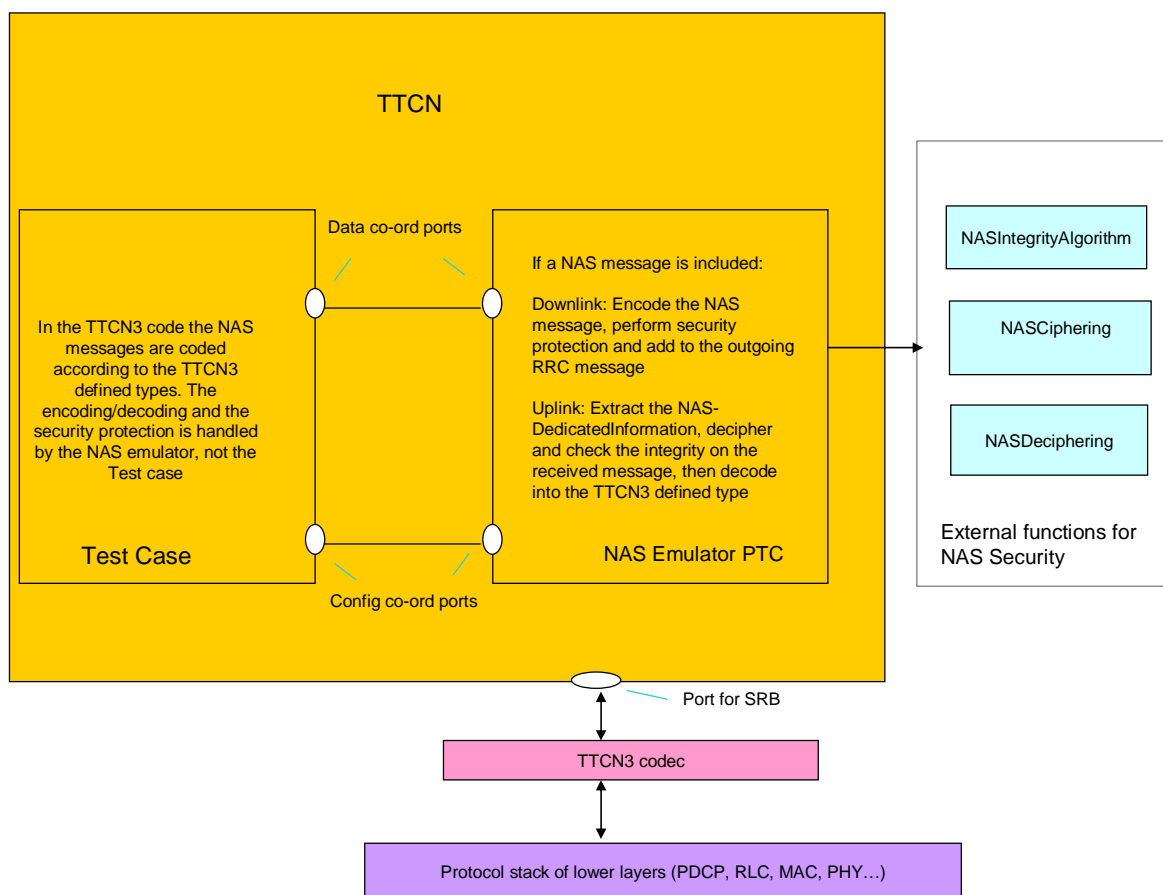 TTCN
Data co-ord ports
In the TTCN3 code the NAS
messages are coded
according to the TTCN3
defined types. The
encoding/decoding and the
security protection is handled
by the NAS emulator, not the
Test case
Test Case
If a NAS message is included:
Downlink: Encode the NAS
message, perform security
protection and add to the outgoing
RRC message
Uplink: Extract the NAS-
DedicatedInformation, decipher
and check the integrity on the
received message, then decode
into the TTCN3 defined type
NAS Emulator PTC
Config co-ord ports
NASIntegrityAlgorithm
NASCiphering
NASDeciphering
External functions for
NAS Security
Port for SRB
TTCN3 codec
Protocol stack of lower layers (PDCP, RLC, MAC, PHY…)